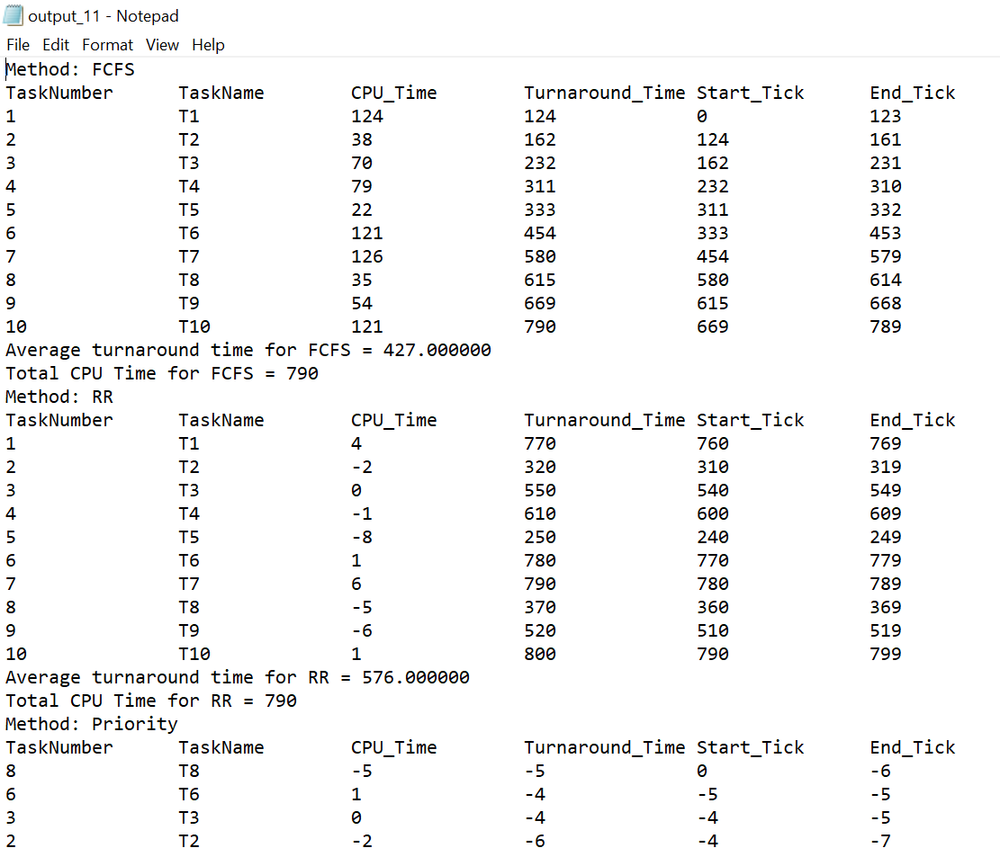 output_11 - Notepad
File Edit Format View Help
Method: FCFS
TaskNumber TaskName CPU_Time Turnaround_Time Start_Tick End_Tick
1 T1 124 124 0 123
2 T2 38 162 124 161
3 T3 70 232 162 231
4 T4 79 311 232 310
5 T5 22 333 311 332
6 T6 121 454 333 453
7 T7 126 580 454 579
8 T8 35 615 580 614
9 T9 54 669 615 668
10 T10 121 790 669 789
Average turnaround time for FCFS = 427.000000
Total CPU Time for FCFS = 790
Method: RR
TaskNumber TaskName CPU_Time Turnaround_Time Start_Tick End_Tick
1 T1 4 770 760 769
2 T2 -2 320 310 319
3 T3 0 550 540 549
4 T4 -1 610 600 609
5 T5 -8 250 240 249
6 T6 1 780 770 779
7 T7 6 790 780 789
8 T8 -5 370 360 369
9 T9 -6 520 510 519
10 T10 1 800 790 799
Average turnaround time for RR = 576.000000
Total CPU Time for RR = 790
Method: Priority
TaskNumber TaskName CPU_Time Turnaround_Time Start_Tick End_Tick
8 T8 -5 -5 0 -6
6 T6 1 -4 -5 -5
3 T3 0 -4 -4 -5
2 T2 -2 -6 -4 -7